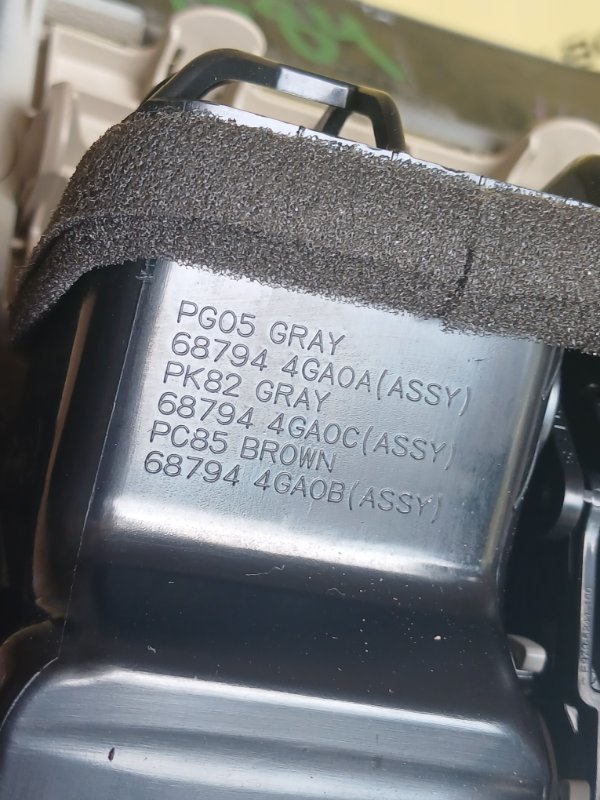 PG05 GRAY
68794 4GA0A(ASSY)
PK82 GRAY
68794 4GA0C(ASSY)
PC85 BROWN
68794 4GA0B(ASSY)